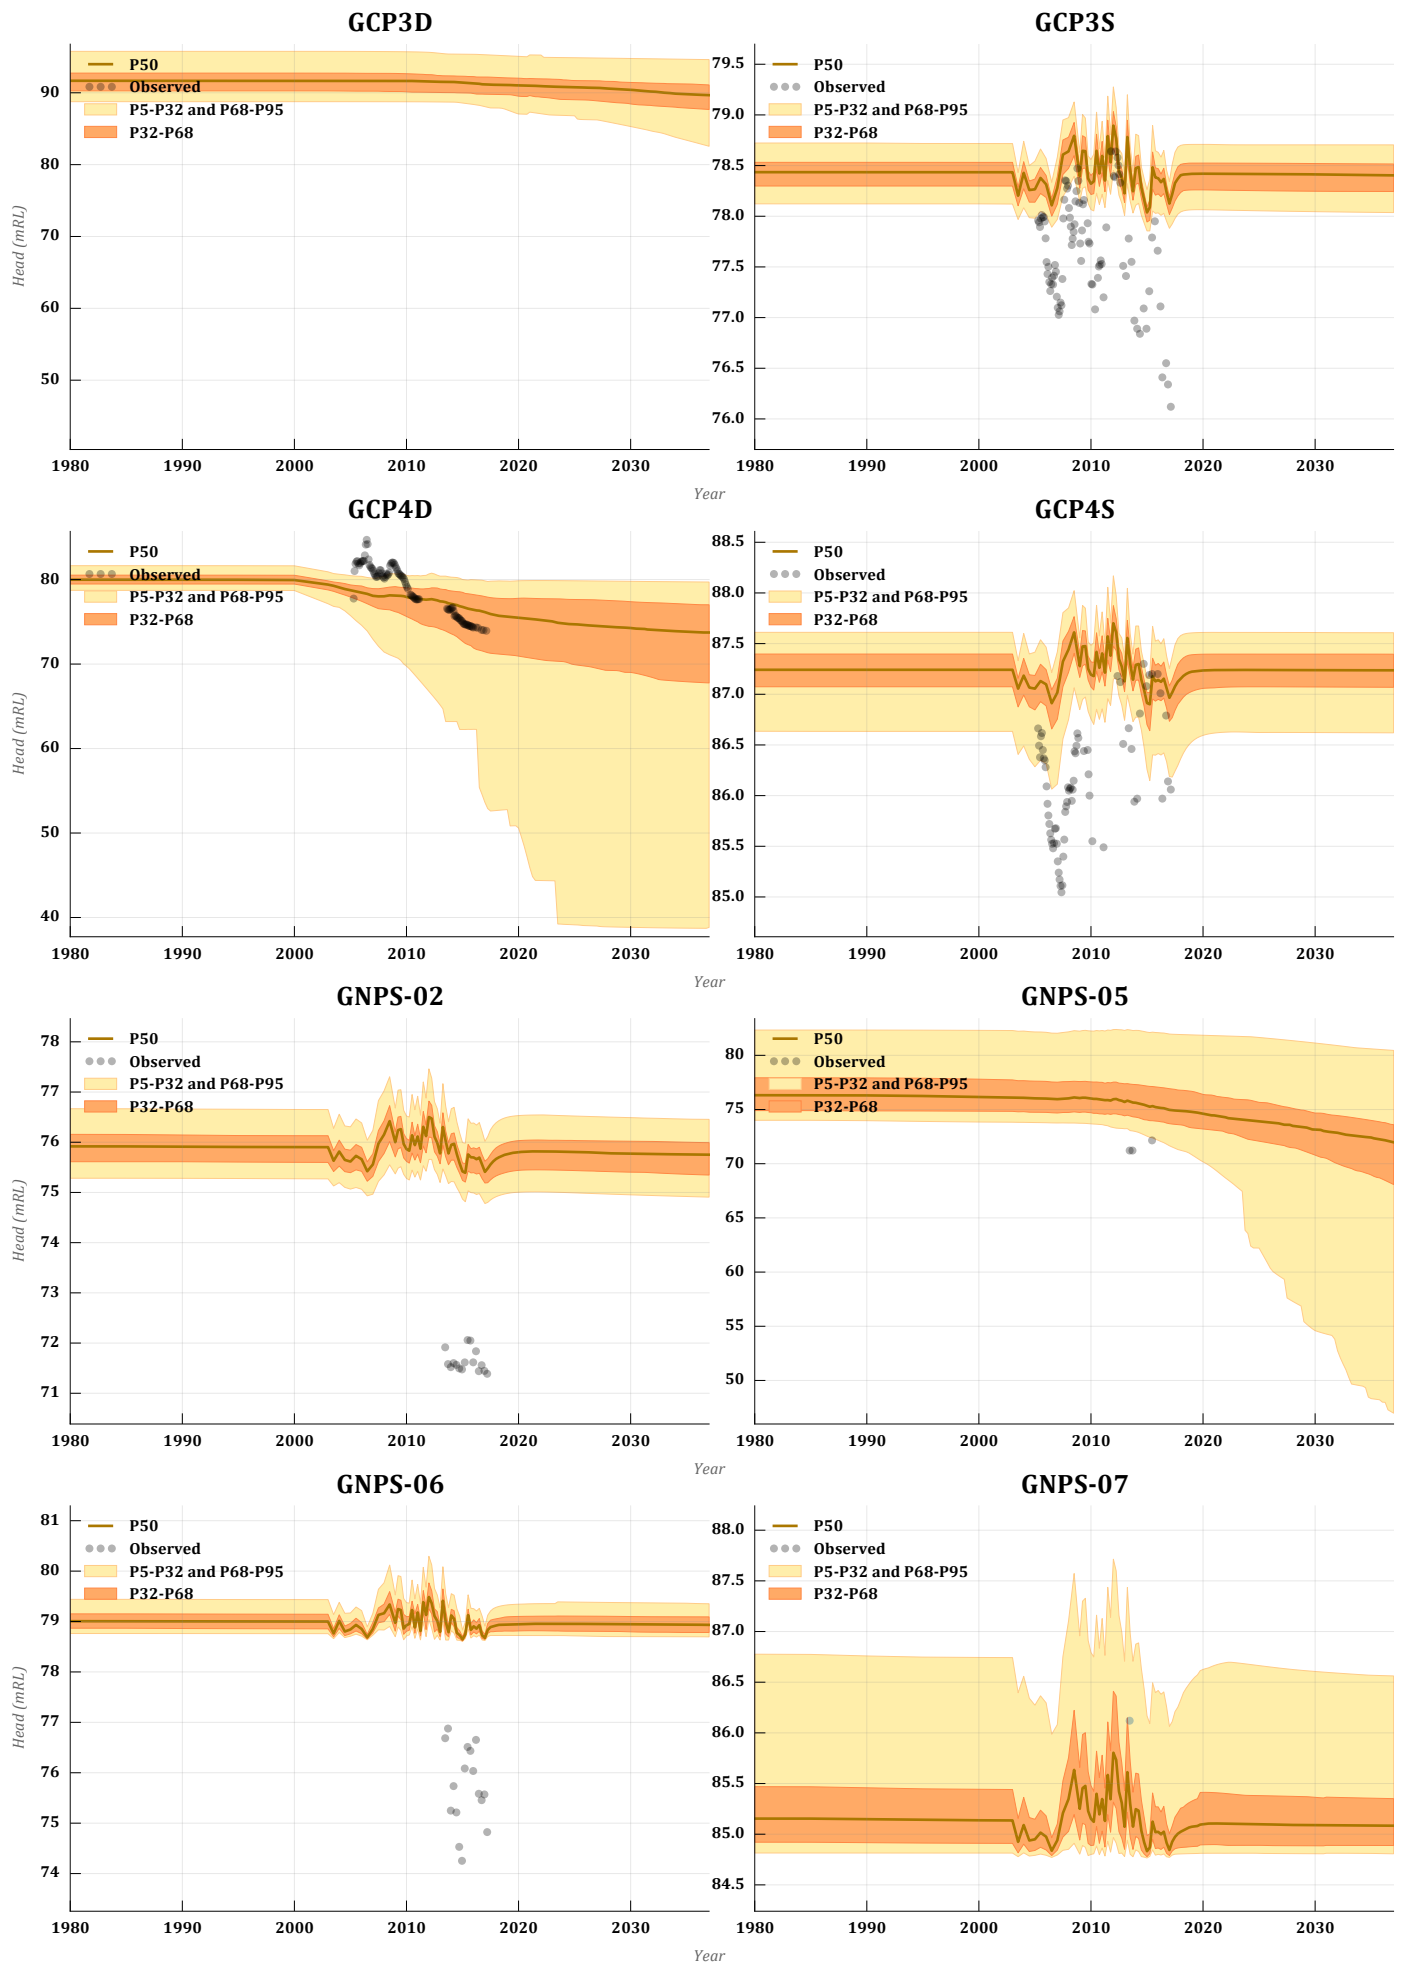 GCP3D
GCP3S
P50
Observed
P5-P32 and P68-P95
P32-P68
90
80
70
60
50
Head (mRL)
1980 1990 2000 2010 2020 2030
P50
Observed
P5-P32 and P68-P95
P32-P68
79.5
79.0
78.5
78.0
77.5
77.0
76.5
76.0
1980 1990 2000 2010 2020 2030
Year
GCP4D
GCP4S
P50
Observed
P5-P32 and P68-P95
P32-P68
80
70
60
50
40
Head (mRL)
1980 1990 2000 2010 2020 2030
P50
Observed
P5-P32 and P68-P95
P32-P68
88.5
88.0
87.5
87.0
86.5
86.0
85.5
85.0
1980 1990 2000 2010 2020 2030
Year
GNPS-02
GNPS-05
P50
Observed
P5-P32 and P68-P95
P32-P68
78
77
76
75
74
73
72
71
Head (mRL)
1980 1990 2000 2010 2020 2030
P50
Observed
P5-P32 and P68-P95
P32-P68
80
75
70
65
60
55
50
1980 1990 2000 2010 2020 2030
Year
GNPS-06
GNPS-07
P50
Observed
P5-P32 and P68-P95
P32-P68
81
80
79
78
77
76
75
74
Head (mRL)
1980 1990 2000 2010 2020 2030
P50
Observed
P5-P32 and P68-P95
P32-P68
88.0
87.5
87.0
86.5
86.0
85.5
85.0
84.5
1980 1990 2000 2010 2020 2030
Year